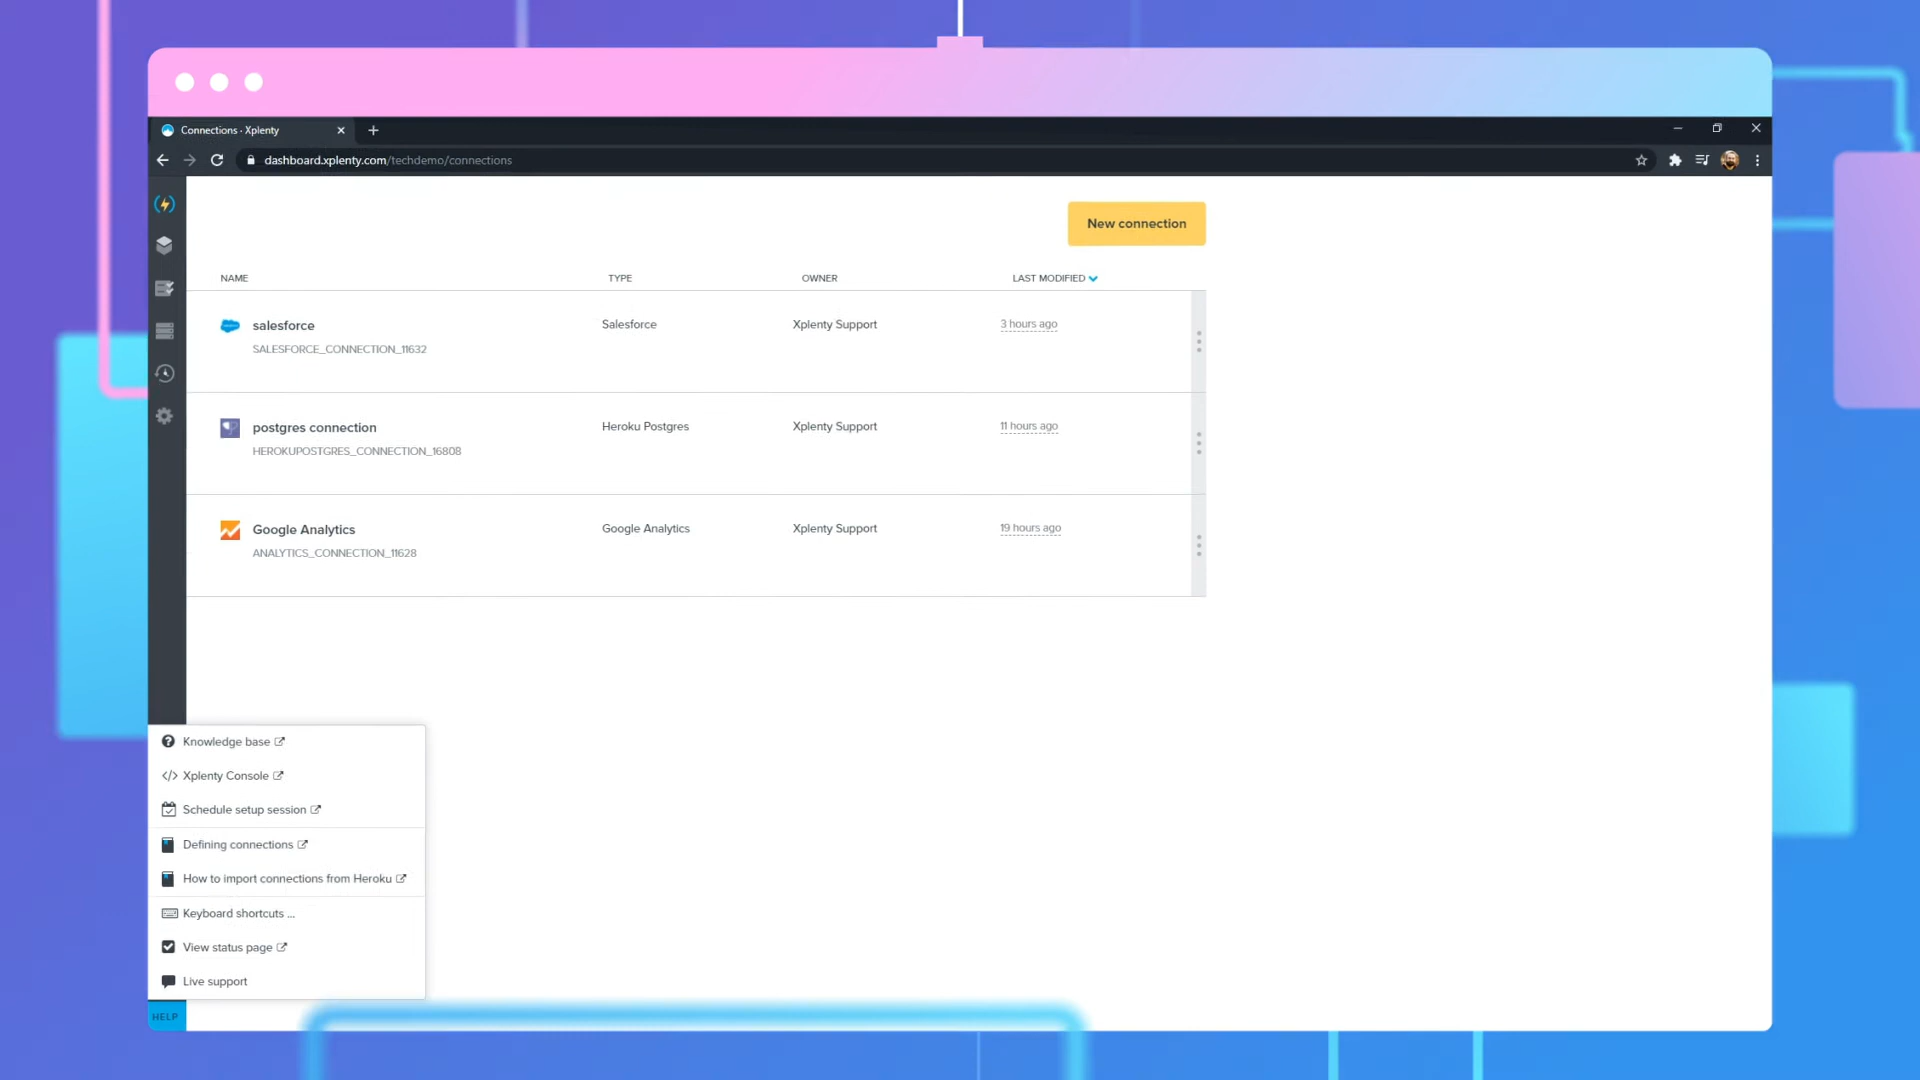 Connections · Xplenty
dashboard.xplenty.com/techdemo/connections
New connection
NAME TYPE OWNER LAST MODIFIED
salesforce Salesforce Xplenty Support 3 hours ago
SALESFORCE_CONNECTION_11632
postgres connection Heroku Postgres Xplenty Support 11 hours ago
HEROKUPOSTGRES_CONNECTION_16808
Google Analytics Google Analytics Xplenty Support 19 hours ago
ANALYTICS_CONNECTION_11628
Knowledge base
Xplenty Console
Schedule setup session
Defining connections
How to import connections from Heroku
Keyboard shortcuts ...
View status page
Live support
HELP